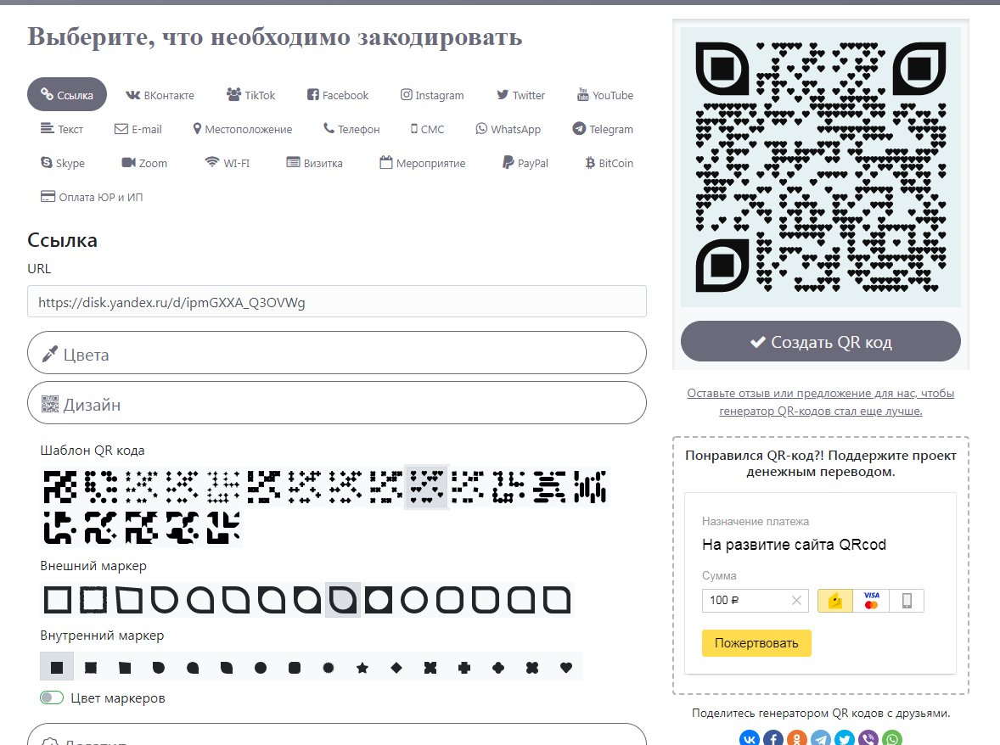 Выберите, что необходимо закодировать
Ссылка ВКонтакте TikTok Facebook Instagram Twitter YouTube
Текст E-mail Местоположение Телефон СМС WhatsApp Telegram
Skype Zoom WI-FI Визитка Мероприятие PayPal BitCoin
Оплата ЮР и ИП
Ссылка
URL
https://disk.yandex.ru/d/ipmGXXA_Q3OVWg
Цвета
Дизайн
Шаблон QR кода
Внешний маркер
Внутренний маркер
Цвет маркеров
Создать QR код
Оставьте отзыв или предложение для нас, чтобы
генератор QR-кодов стал еще лучше.
Понравился QR-код?! Поддержите проект
денежным переводом.
Назначение платежа
На развитие сайта QRcod
Сумма
100 ₽
VISA
Пожертвовать
Поделитесь генератором QR кодов с друзьями.